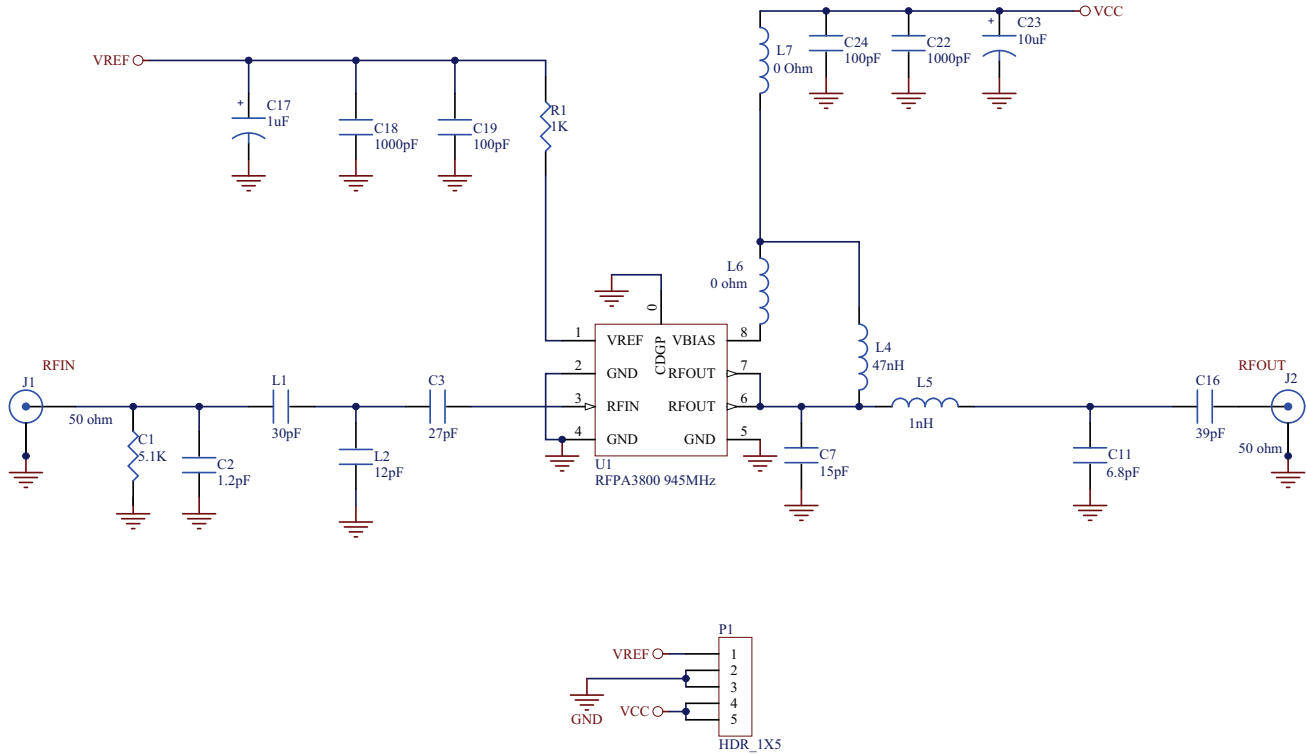 VCC
C23
10uF
C22
1000pF
C24
100pF
L7
0 Ohm
VREF
+
+
C17
1uF
C18
1000pF
C19
100pF
R1
1K
L6
0 ohm
0
CDGP
1
VREF
VBIAS
8
2
GND
RFOUT
7
3
RFIN
RFOUT
6
4
GND
GND
5
U1
RFPA3800 945MHz
L4
47nH
L5
1nH
RFIN
J1
50 ohm
L1
30pF
C3
27pF
C1
5.1K
C2
1.2pF
L2
12pF
C7
15pF
C11
6.8pF
C16
39pF
RFOUT
J2
50 ohm
P1
VREF
1
2
3
GND
VCC
4
5
HDR_1X5